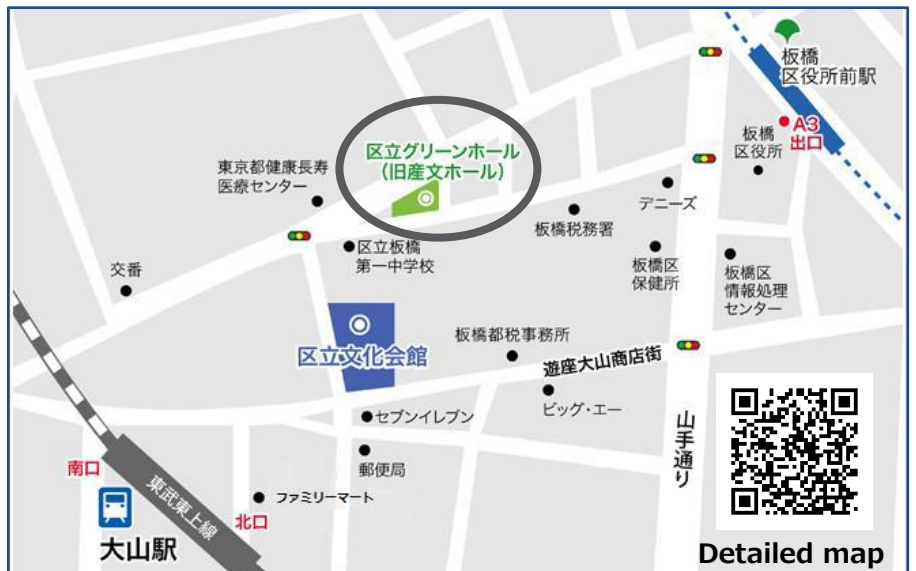 板橋
区役所前駅
A3
出口
板橋
区役所
区立グリーンホール
(旧産文ホール)
東京都健康長寿
医療センター
デニーズ
板橋税務署
区立板橋
第一中学校
板橋区
保健所
板橋区
情報処理
センター
交番
区立文化会館
板橋都税事務所
遊座大山商店街
ビッグ・エー
セブンイレブン
山手通り
郵便局
南口
東武東上線
ファミリーマート
北口
大山駅
Detailed map